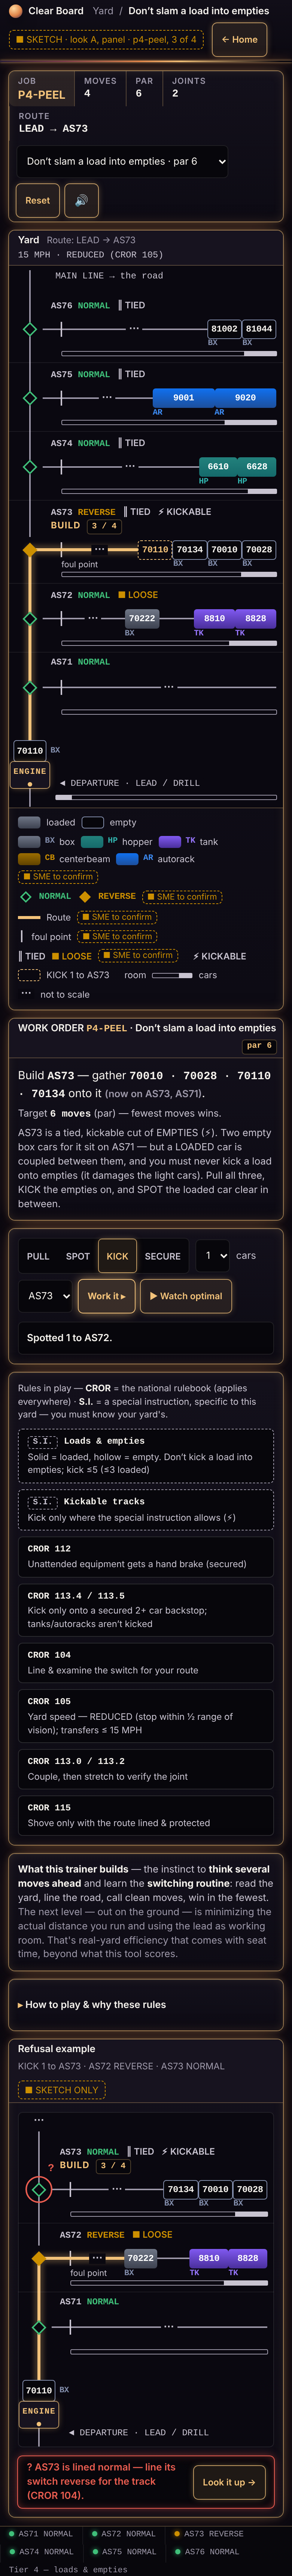 Clear Board Yard / Don't slam a load into empties
SKETCH · look A, panel · p4-peel, 3 of 4
← Home
JOB
P4-PEEL
MOVES
4
PAR
6
JOINTS
2
ROUTE
LEAD → AS73
Don't slam a load into empties · par 6
Reset
Yard Route: LEAD → AS73
15 MPH · REDUCED (CROR 105)
MAIN LINE → the road
AS76 NORMAL TIED
81002 81044
BX BX
AS75 NORMAL TIED
9001 9020
AR AR
AS74 NORMAL TIED
6610 6628
HP HP
AS73 REVERSE TIED ⚡ KICKABLE
BUILD 3 / 4
70110 70134 70010 70028
foul point
BX BX BX
AS72 NORMAL LOOSE
70222 8810 8828
BX TK TK
AS71 NORMAL
70110 BX
ENGINE
◄ DEPARTURE · LEAD / DRILL
loaded empty
BX box HP hopper TK tank
CB centerbeam AR autorack
SME to confirm
NORMAL REVERSE SME to confirm
Route SME to confirm
foul point SME to confirm
TIED LOOSE SME to confirm ⚡ KICKABLE
KICK 1 to AS73 room cars
··· not to scale
WORK ORDER P4-PEEL · Don't slam a load into empties
par 6
Build AS73 — gather 70010 · 70028 · 70110
· 70134 onto it (now on AS73, AS71).
Target 6 moves (par) — fewest moves wins.
AS73 is a tied, kickable cut of EMPTIES (⚡). Two empty
box cars for it sit on AS71 — but a LOADED car is
coupled between them, and you must never kick a load
onto empties (it damages the light cars). Pull all three,
KICK the empties on, and SPOT the loaded car clear in
between.
PULL SPOT KICK SECURE 1 cars
AS73 Work it ▸ ▶ Watch optimal
Spotted 1 to AS72.
Rules in play — CROR = the national rulebook (applies
everywhere) · S.I. = a special instruction, specific to this
yard — you must know your yard's.
S.I. Loads & empties
Solid = loaded, hollow = empty. Don't kick a load into
empties; kick ≤5 (≤3 loaded)
S.I. Kickable tracks
Kick only where the special instruction allows (⚡)
CROR 112
Unattended equipment gets a hand brake (secured)
CROR 113.4 / 113.5
Kick only onto a secured 2+ car backstop;
tanks/autoracks aren't kicked
CROR 104
Line & examine the switch for your route
CROR 105
Yard speed — REDUCED (stop within ½ range of
vision); transfers ≤ 15 MPH
CROR 113.0 / 113.2
Couple, then stretch to verify the joint
CROR 115
Shove only with the route lined & protected
What this trainer builds — the instinct to think several
moves ahead and learn the switching routine: read the
yard, line the road, call clean moves, win in the fewest.
The next level — out on the ground — is minimizing the
actual distance you run and using the lead as working
room. That's real-yard efficiency that comes with seat
time, beyond what this tool scores.
▸ How to play & why these rules
Refusal example
KICK 1 to AS73 · AS72 REVERSE · AS73 NORMAL
SKETCH ONLY
···
AS73 NORMAL TIED ⚡ KICKABLE
? BUILD 3 / 4
70134 70010 70028
BX BX BX
AS72 REVERSE LOOSE
70222 8810 8828
foul point BX TK TK
AS71 NORMAL
70110 BX
ENGINE
◄ DEPARTURE · LEAD / DRILL
? AS73 is lined normal — line its
switch reverse for the track
(CROR 104).
Look it up →
AS71 NORMAL AS72 NORMAL AS73 REVERSE
AS74 NORMAL AS75 NORMAL AS76 NORMAL
Tier 4 — loads & empties